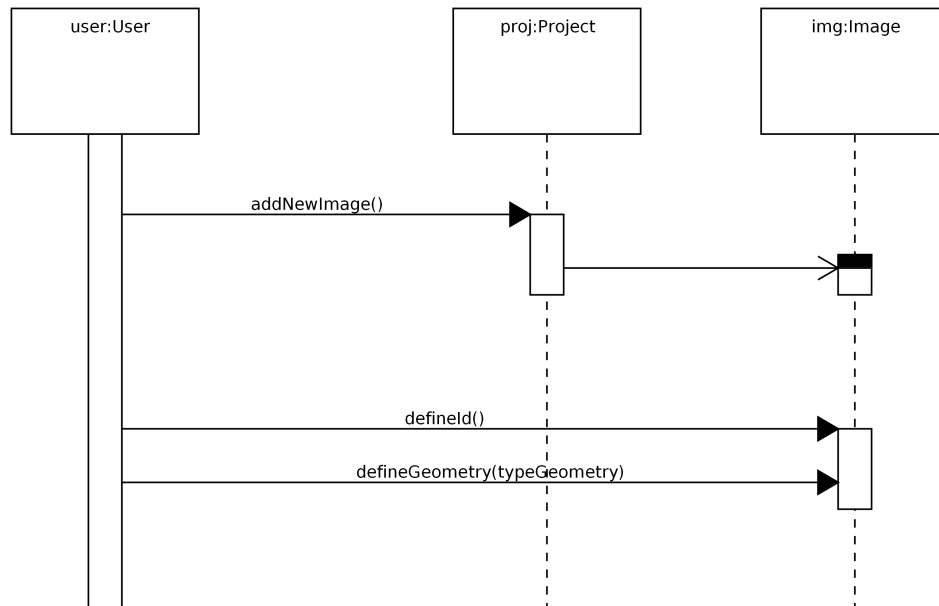 user:User
proj:Project
img:Image
addNewImage()
defineId()
defineGeometry(typeGeometry)